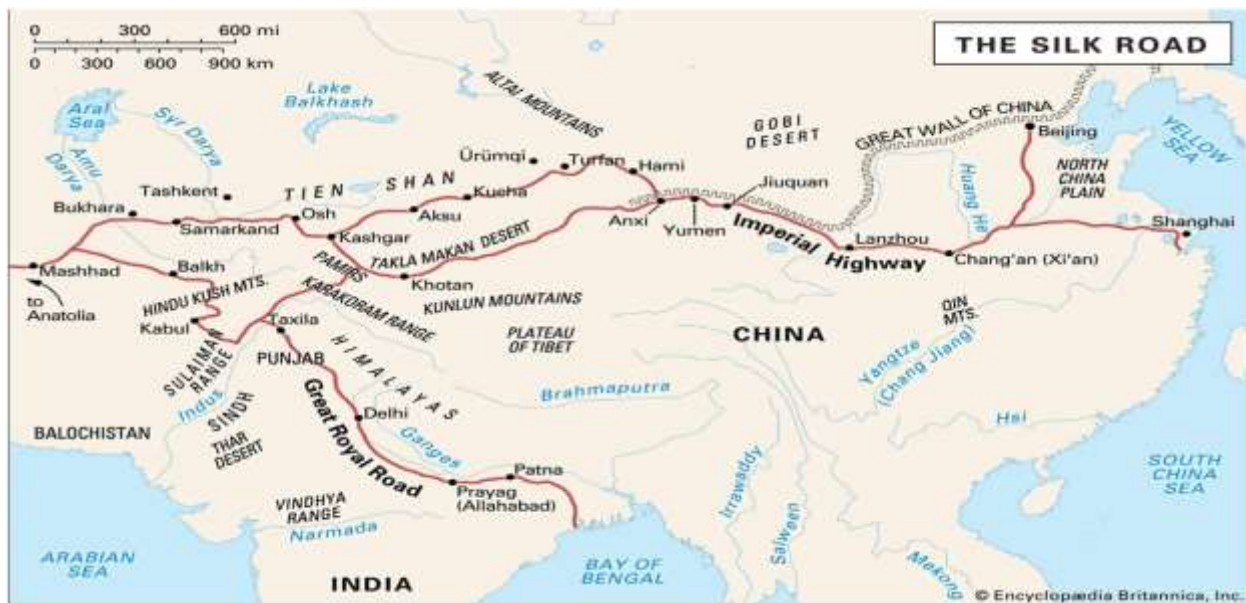 0 300 600 mi
0 300 600 900 km
THE SILK ROAD
Aral
Sea
Syr Darya
Amu
Darya
Lake
Balkhash
ALTAI MOUNTAINS
GOBI
DESERT
GREAT WALL OF CHINA
Beijing
YELLOW
SEA
NORTH
CHINA
PLAIN
Huang He
Ürümqi
Turfan
Hami
Tashkent
TIEN SHAN
Kucha
Jiuquan
Bukhara
Osh
Aksu
Anxi
Yumen
Imperial
Highway
Shanghai
Samarkand
Kashgar
TAKLA MAKAN DESERT
Lanzhou
Chang'an (Xi'an)
Mashhad
Balkh
PAMIRS
Khotan
to
Anatolia
HINDU KUSH MTS.
KARAKORAM RANGE
KUNLUN MOUNTAINS
QIN
MTS.
Kabul
Taxila
PLATEAU
OF TIBET
CHINA
SULAIMAN
RANGE
PUNJAB
HIMALAYAS
Yangtze
(Chang Jiang)
Indus
SINDH
Brahmaputra
Great Royal Road
Delhi
Hsi
BALOCHISTAN
THAR
DESERT
Ganges
Patna
Prayag
(Allahabad)
VINDHYA
RANGE
Narmada
Irrawaddy
Salween
Mekong
SOUTH
CHINA
SEA
ARABIAN
SEA
INDIA
BAY OF
BENGAL
© Encyclopædia Britannica, Inc.